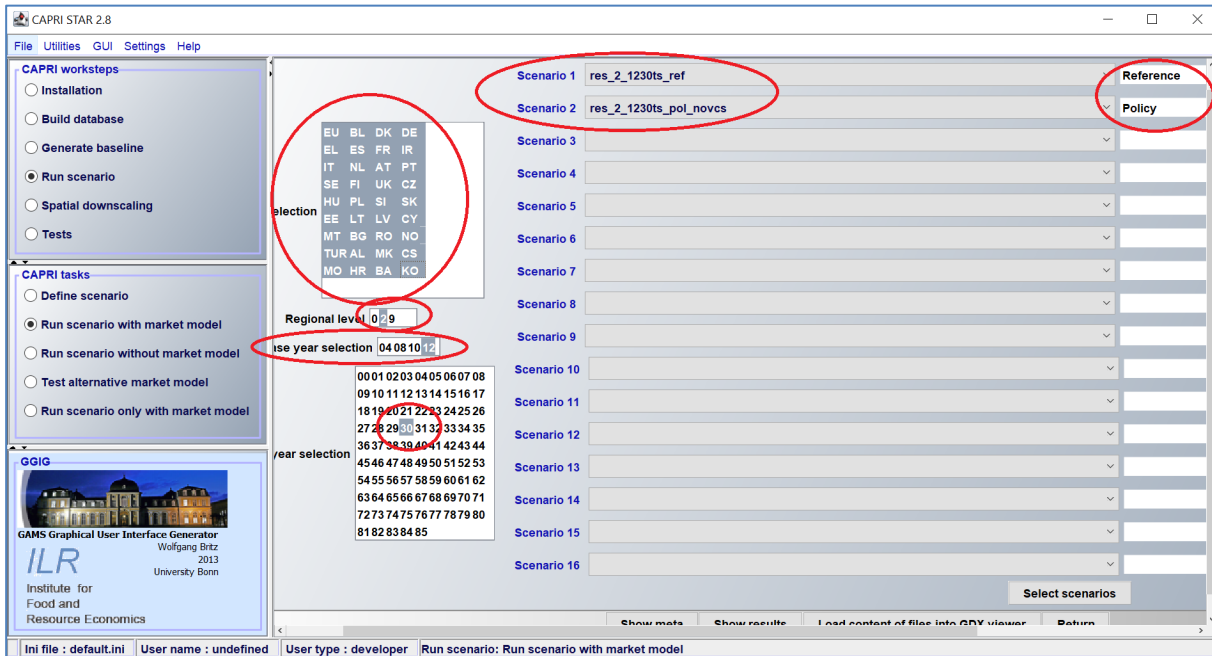 CAPRI STAR 2.8
File Utilities GUI Settings Help
CAPRI worksteps
Installation
Build database
Generate baseline
Run scenario
Spatial downscaling
Tests
CAPRI tasks
Define scenario
Run scenario with market model
Run scenario without market model
Test alternative market model
Run scenario only with market model
GGIG
GAMS Graphical User Interface Generator
Wolfgang Britz
2013
University Bonn
ILR
Institute for
Food and
Resource Economics
election
EU BL DK DE
EL ES FR IR
IT NL AT PT
SE FI UK CZ
HU PL SI SK
EE LT LV CY
MT BG RO NO
TUR AL MK CS
MO HR BA KO
Regional level 0 2 9
se year selection 04 08 10 12
year selection
00 01 02 03 04 05 06 07 08
09 10 11 12 13 14 15 16 17
18 19 20 21 22 23 24 25 26
27 28 29 30 31 32 33 34 35
36 37 38 39 40 41 42 43 44
45 46 47 48 49 50 51 52 53
54 55 56 57 58 59 60 61 62
63 64 65 66 67 68 69 70 71
72 73 74 75 76 77 78 79 80
81 82 83 84 85
Scenario 1 res_2_1230ts_ref Reference
Scenario 2 res_2_1230ts_pol_novcs Policy
Scenario 3
Scenario 4
Scenario 5
Scenario 6
Scenario 7
Scenario 8
Scenario 9
Scenario 10
Scenario 11
Scenario 12
Scenario 13
Scenario 14
Scenario 15
Scenario 16
Select scenarios
Show meta Show results Load content of files into GDX viewer Return
Ini file : default.ini User name : undefined User type : developer Run scenario: Run scenario with market model